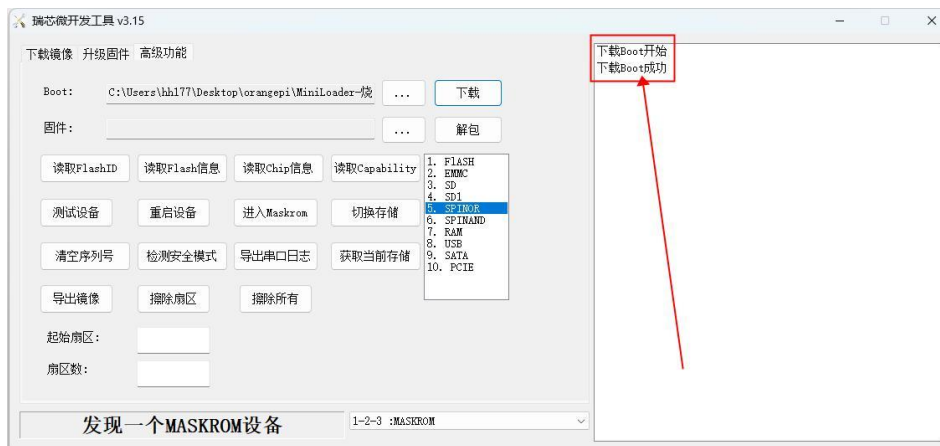 瑞芯微开发工具 v3.15
下载镜像 升级固件 高级功能
Boot: C:\Users\hh177\Desktop\orangepi\MiniLoader-烧 ... 下载
固件: ... 解包
读取FlashID 读取Flash信息 读取Chip信息 读取Capability
测试设备 重启设备 进入Maskrom 切换存储
清空序列号 检测安全模式 导出串口日志 获取当前存储
导出镜像 擦除扇区 擦除所有
起始扇区:
扇区数:
1. FlASH
2. EMMC
3. SD
4. SD1
5. SPINOR
6. SPINAND
7. RAM
8. USB
9. SATA
10. PCIE
发现一个MASKROM设备
1-2-3 :MASKROM
下载Boot开始
下载Boot成功